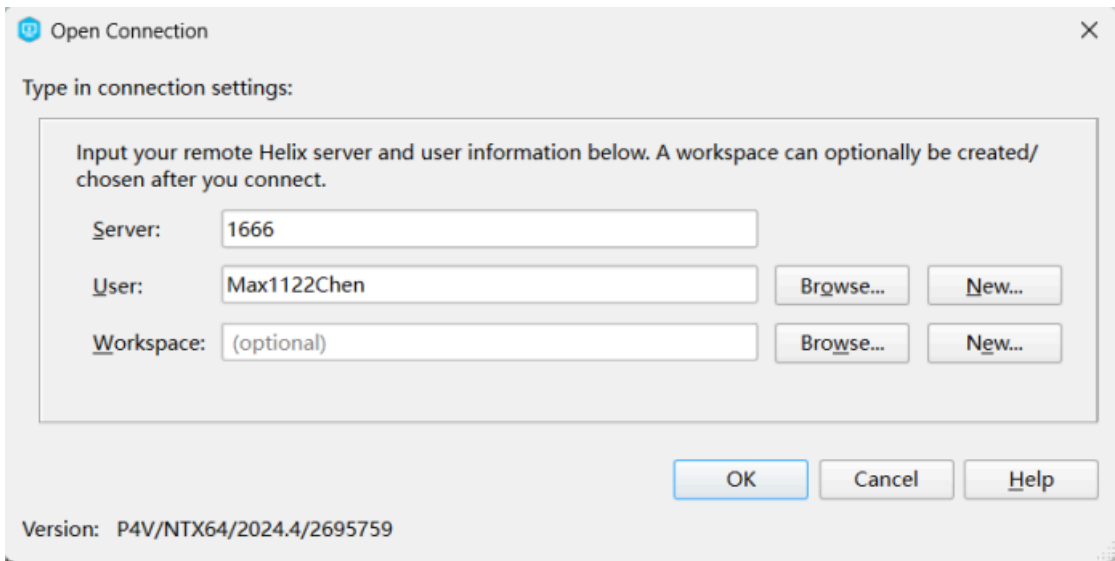 Open Connection
Type in connection settings:
Input your remote Helix server and user information below. A workspace can optionally be created/
chosen after you connect.
Server: 1666
User: Max1122Chen Browse... New...
Workspace: (optional) Browse... New...
OK Cancel Help
Version: P4V/NTX64/2024.4/2695759